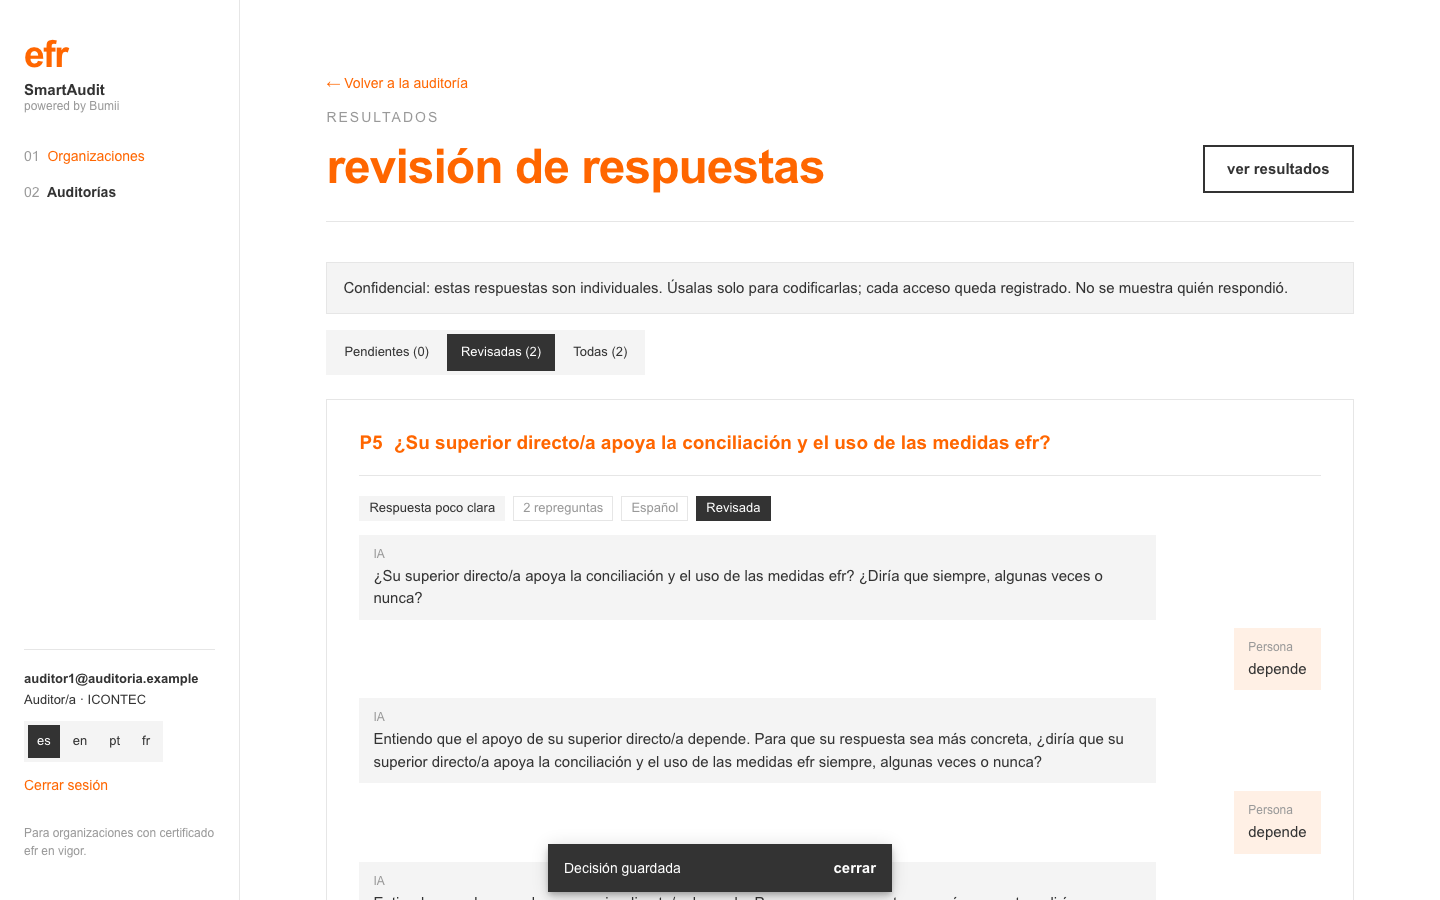 efr
SmartAudit
powered by Bumii
01 Organizaciones
02 Auditorías
auditor1@auditoria.example
Auditor/a · ICONTEC
es en pt fr
Cerrar sesión
Para organizaciones con certificado
efr en vigor.
← Volver a la auditoría
RESULTADOS
revisión de respuestas
ver resultados
Confidencial: estas respuestas son individuales. Úsalas solo para codificarlas; cada acceso queda registrado. No se muestra quién respondió.
Pendientes (0) Revisadas (2) Todas (2)
P5 ¿Su superior directo/a apoya la conciliación y el uso de las medidas efr?
Respuesta poco clara 2 repreguntas Español Revisada
IA
¿Su superior directo/a apoya la conciliación y el uso de las medidas efr? ¿Diría que siempre, algunas veces o
nunca?
Persona
depende
IA
Entiendo que el apoyo de su superior directo/a depende. Para que su respuesta sea más concreta, ¿diría que su
superior directo/a apoya la conciliación y el uso de las medidas efr siempre, algunas veces o nunca?
Persona
depende
IA
Decisión guardada cerrar